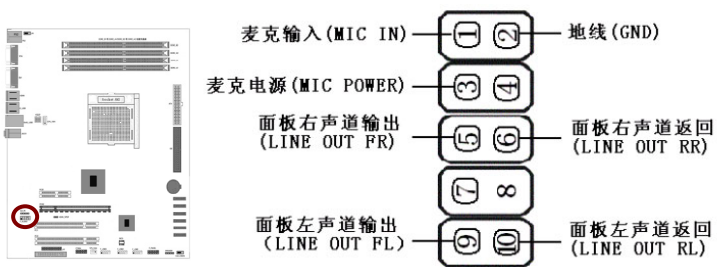 麦克输入(MIC IN)
1 2
地线(GND)
麦克电源(MIC POWER)
3 4
面板右声道输出
(LINE OUT FR)
5 6
面板右声道返回
(LINE OUT RR)
7 8
面板左声道输出
(LINE OUT FL)
9 10
面板左声道返回
(LINE OUT RL)